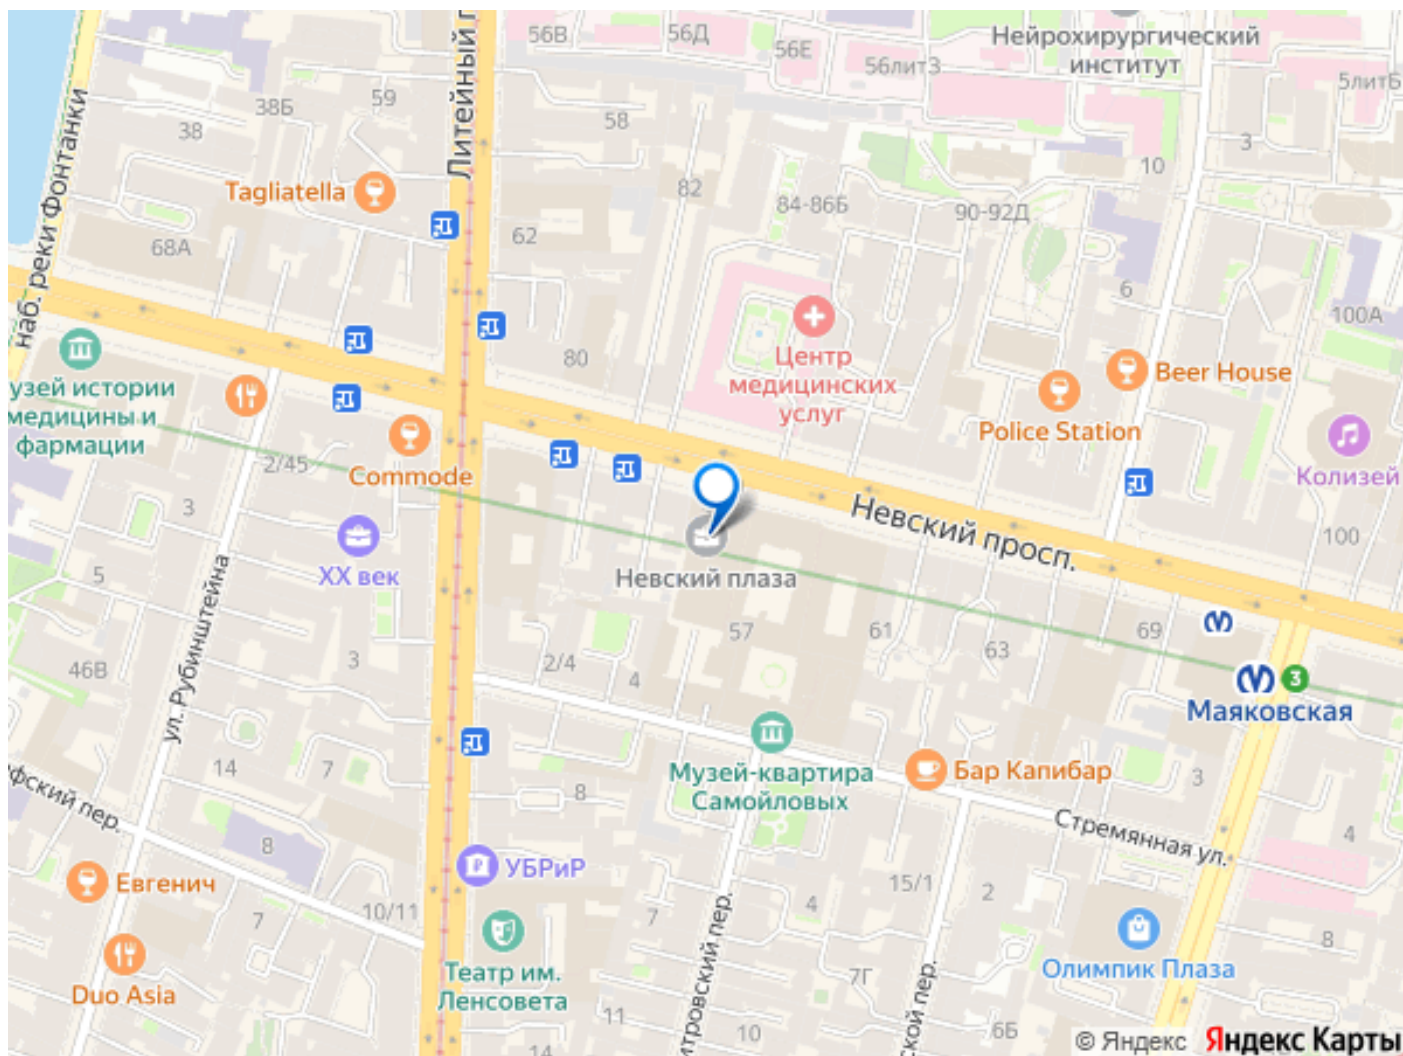 56В
56Д
56Е
56лит3
Нейрохирургический
институт
5литБ
Литейный п
59
38Б
38
58
3
10
наб. реки Фонтанки
Tagliatella
82
84-86Б
90-92Д
68А
62
6
100А
80
Центр
медицинских
услуг
Beer House
Police Station
узей истории
медицины и
фармации
Commode
2/45
Колизей
3
Невский просп.
100
ХХ век
Невский плаза
5
ул. Рубинштейна
57
61
63
69
46В
3
2/4
4
3
Маяковская
14
7
8
Музей-квартира
Самойловых
Бар Капибар
3
фский пер.
Стремянная ул.
4
8
УБРиР
Евгенич
15/1
2
7
10/11
7
4
8
Театр им.
Ленсовета
Олимпик Плаза
Duo Asia
7Г
итровский пер.
ской пер.
11
10
6Б
14
© Яндекс Яндекс Карты